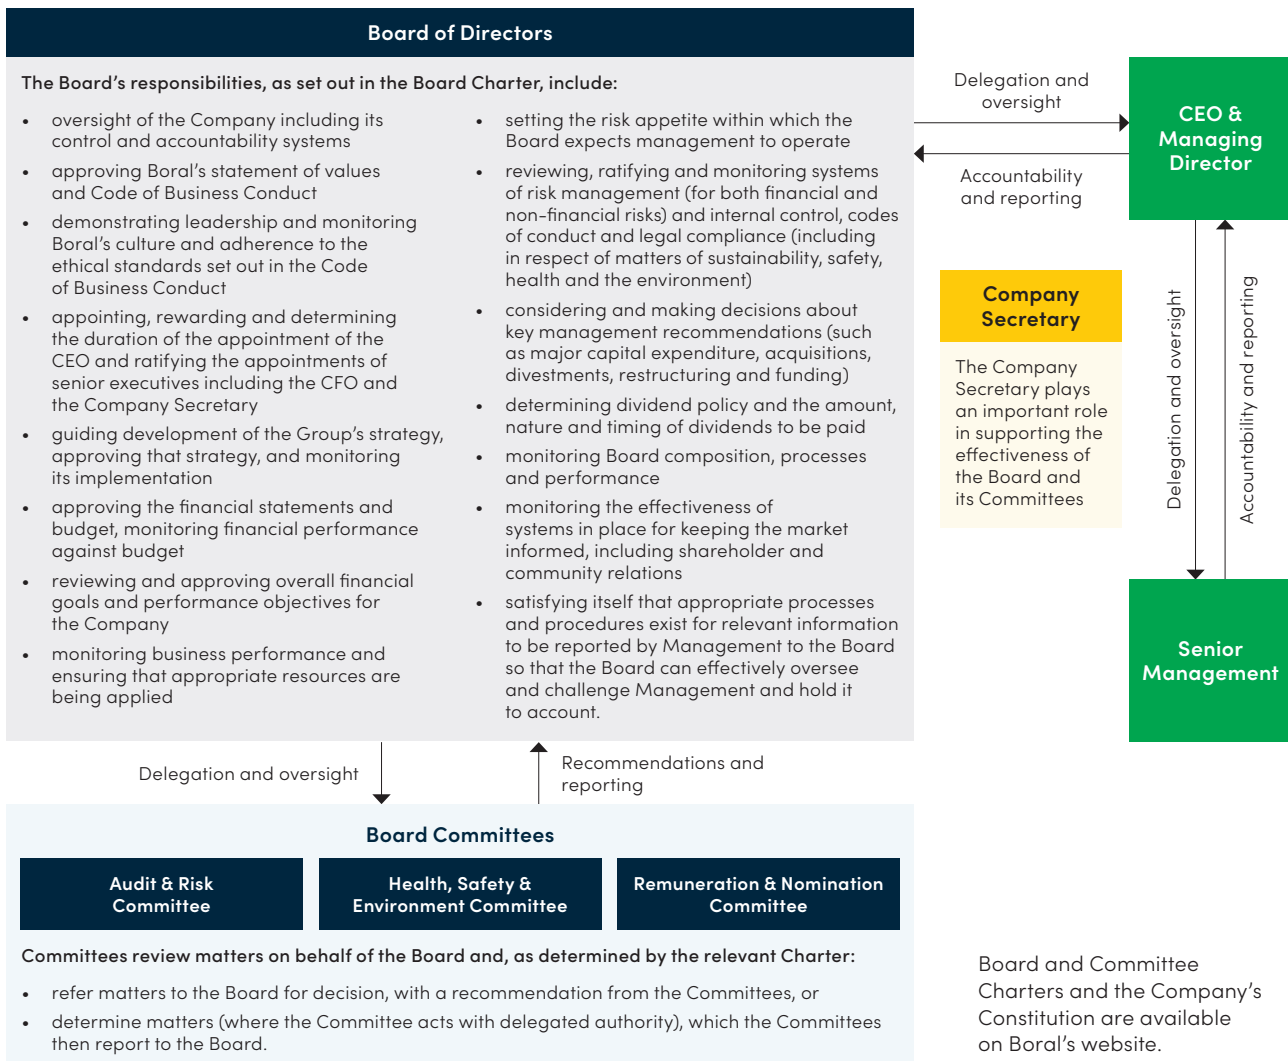 Board of Directors
The Board’s responsibilities, as set out in the Board Charter, include:
• oversight of the Company including its
control and accountability systems
• approving Boral’s statement of values
and Code of Business Conduct
• demonstrating leadership and monitoring
Boral’s culture and adherence to the
ethical standards set out in the Code
of Business Conduct
• appointing, rewarding and determining
the duration of the appointment of the
CEO and ratifying the appointments of
senior executives including the CFO and
the Company Secretary
• guiding development of the Group’s strategy,
approving that strategy, and monitoring
its implementation
• approving the financial statements and
budget, monitoring financial performance
against budget
• reviewing and approving overall financial
goals and performance objectives for
the Company
• monitoring business performance and
ensuring that appropriate resources are
being applied
• setting the risk appetite within which the
Board expects management to operate
• reviewing, ratifying and monitoring systems
of risk management (for both financial and
non-financial risks) and internal control, codes
of conduct and legal compliance (including
in respect of matters of sustainability, safety,
health and the environment)
• considering and making decisions about
key management recommendations (such
as major capital expenditure, acquisitions,
divestments, restructuring and funding)
• determining dividend policy and the amount,
nature and timing of dividends to be paid
• monitoring Board composition, processes
and performance
• monitoring the effectiveness of
systems in place for keeping the market
informed, including shareholder and
community relations
• satisfying itself that appropriate processes
and procedures exist for relevant information
to be reported by Management to the Board
so that the Board can effectively oversee
and challenge Management and hold it
to account.
Delegation and
oversight
Accountability
and reporting
CEO &
Managing
Director
Company
Secretary
The Company
Secretary plays
an important role
in supporting the
effectiveness of
the Board and
its Committees
Delegation and oversight
Accountability and reporting
Senior
Management
Delegation and oversight
Recommendations and
reporting
Board Committees
Audit & Risk
Committee
Health, Safety &
Environment Committee
Remuneration & Nomination
Committee
Committees review matters on behalf of the Board and, as determined by the relevant Charter:
• refer matters to the Board for decision, with a recommendation from the Committees, or
• determine matters (where the Committee acts with delegated authority), which the Committees
then report to the Board.
Board and Committee
Charters and the Company’s
Constitution are available
on Boral’s website.